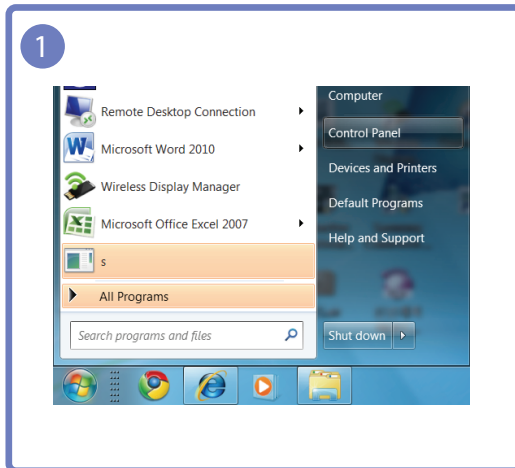 1
Remote Desktop Connection
Microsoft Word 2010
Wireless Display Manager
Microsoft Office Excel 2007
s
All Programs
Search programs and files
Computer
Control Panel
Devices and Printers
Default Programs
Help and Support
Shut down